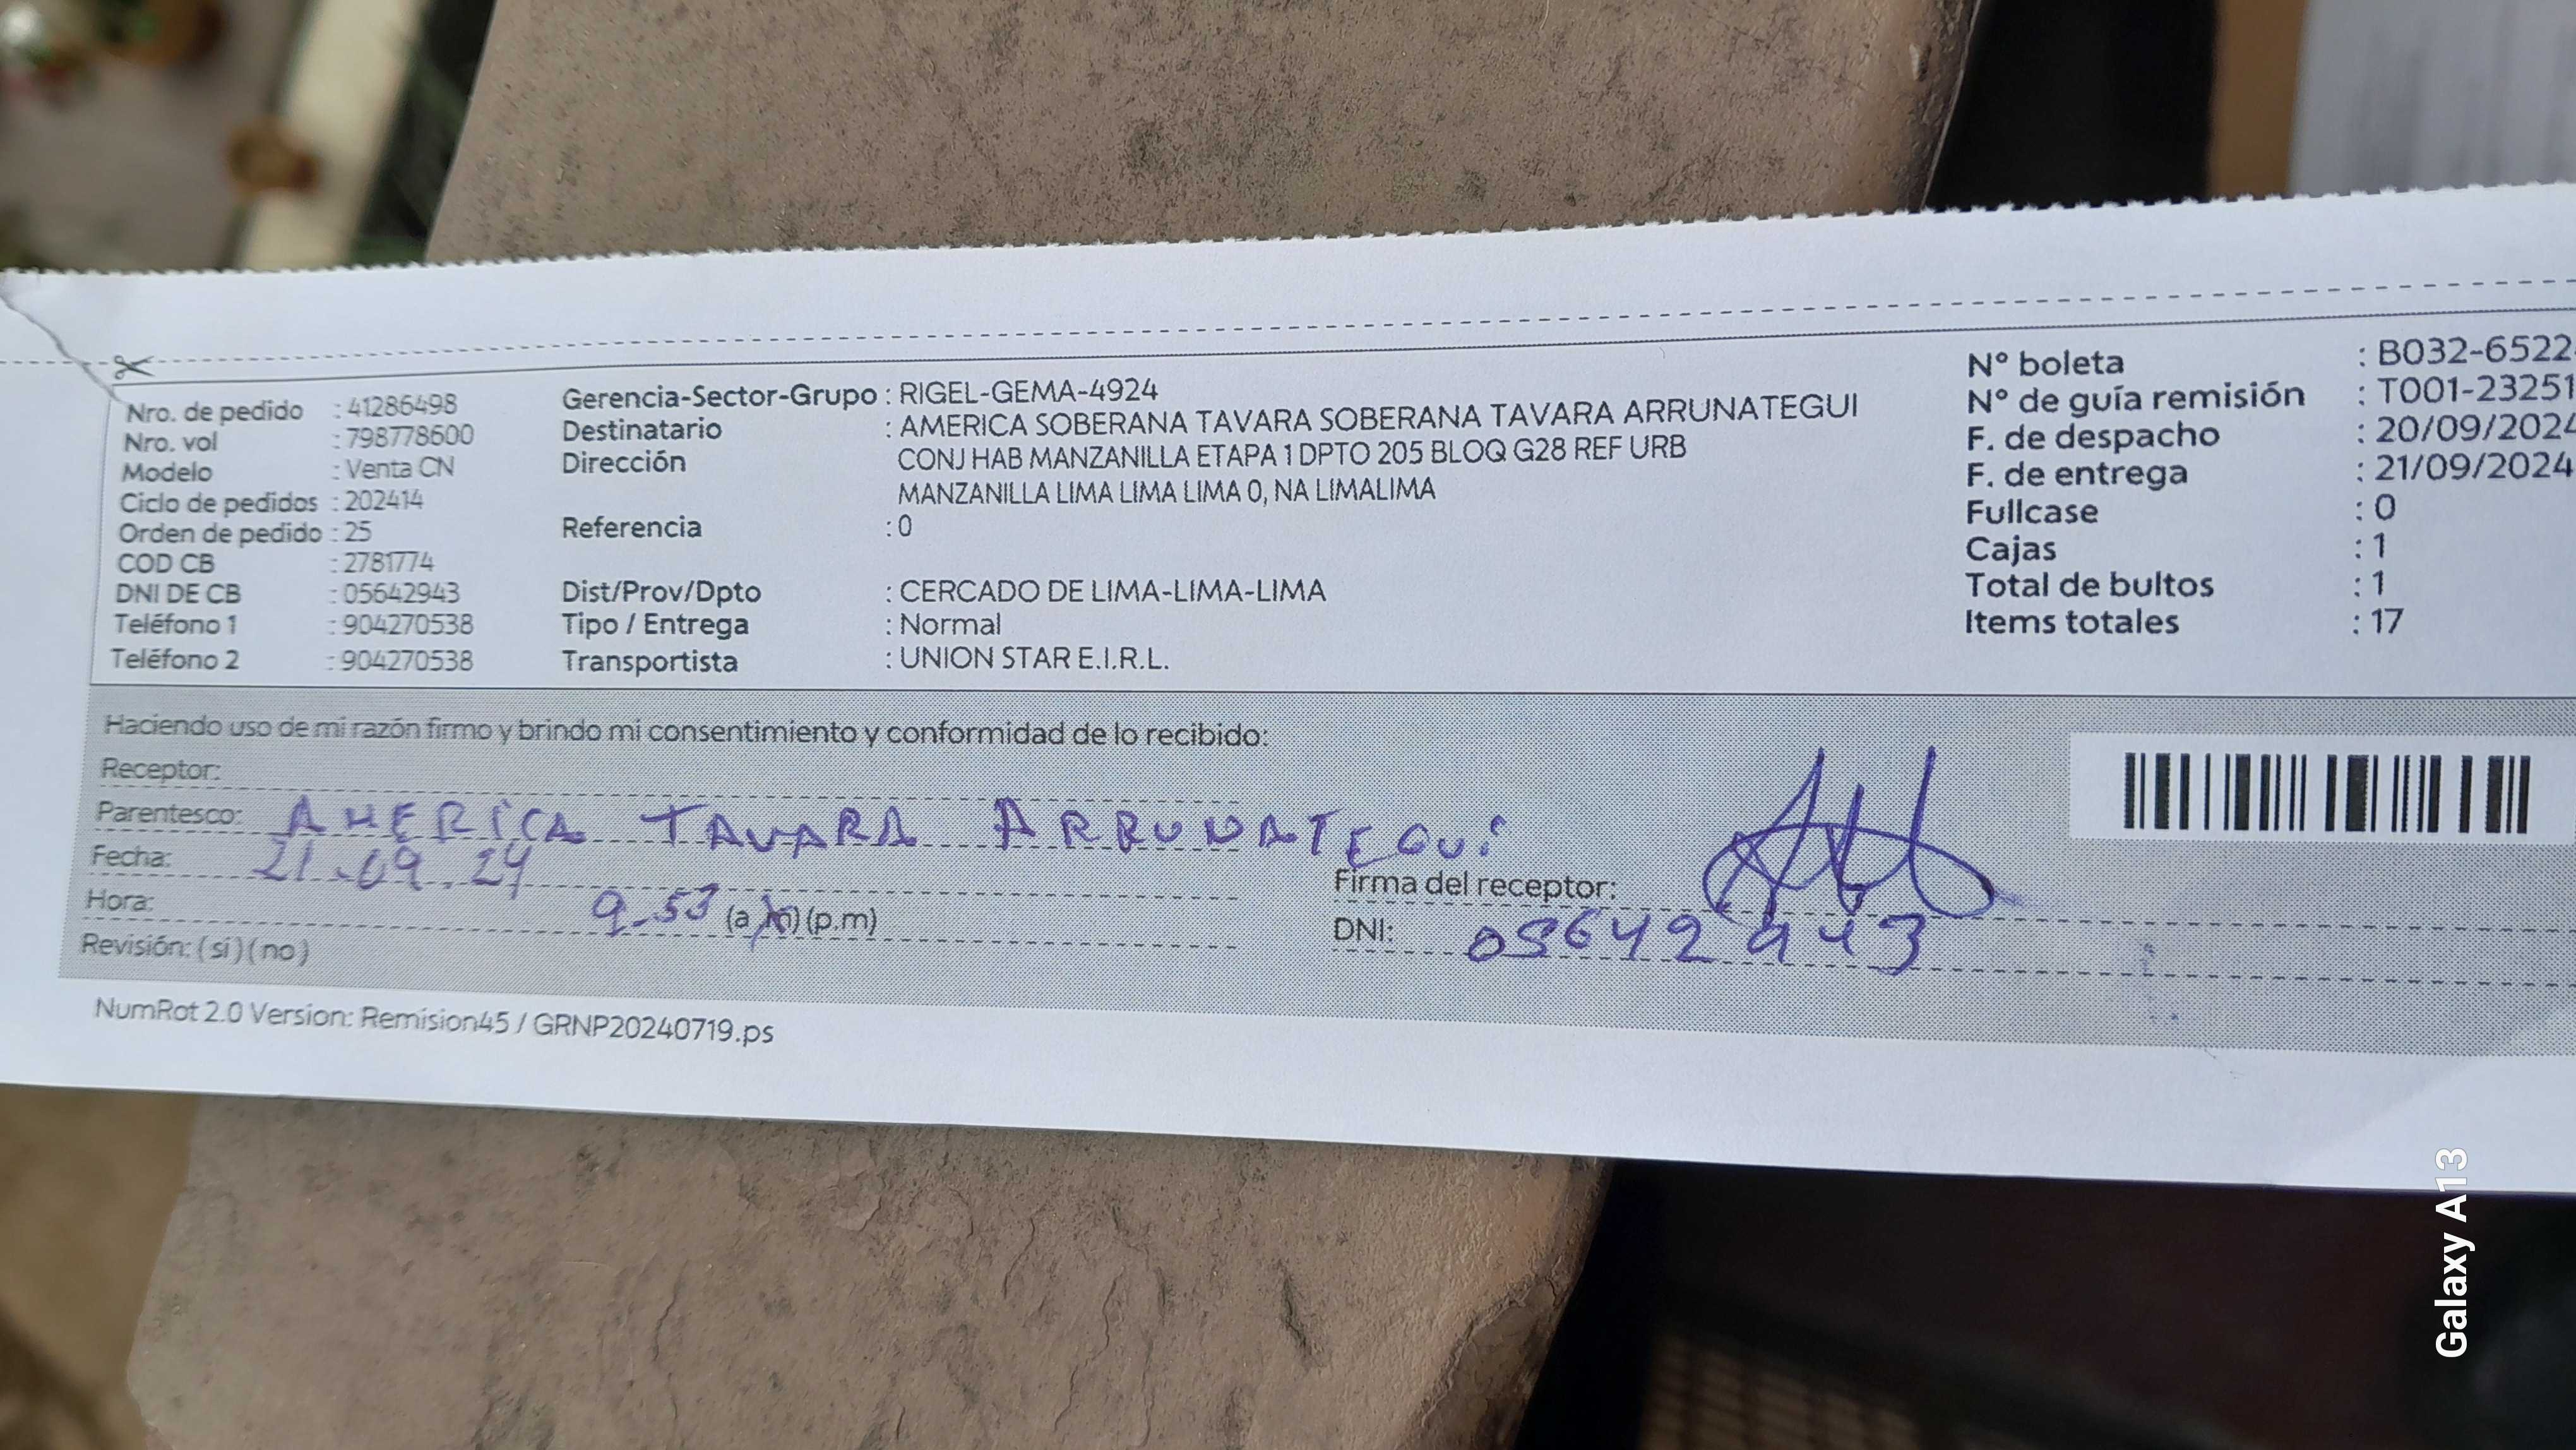 Nro. de pedido : 41286498
Nro. vol : 798778600
Modelo : Venta CN
Ciclo de pedidos : 202414
Orden de pedido : 25
COD CB : 2781774
DNI DE CB : 05642943
Teléfono 1 : 904270538
Teléfono 2 : 904270538
Gerencia-Sector-Grupo : RIGEL-GEMA-4924
Destinatario : AMERICA SOBERANA TAVARA SOBERANA TAVARA ARRUNATEGUI
Dirección CONJ HAB MANZANILLA ETAPA 1 DPTO 205 BLOQ G28 REF URB
MANZANILLA LIMA LIMA LIMA 0, NA LIMALIMA
Referencia : 0
Dist/Prov/Dpto : CERCADO DE LIMA-LIMA-LIMA
Tipo / Entrega : Normal
Transportista : UNION STAR E.I.R.L.
Nº boleta : B032-6522
Nº de guía remisión : T001-23251
F. de despacho : 20/09/2024
F. de entrega : 21/09/2024
Fullcase : 0
Cajas : 1
Total de bultos : 1
Items totales : 17
Haciendo uso de mi razón firmo y brindo mi consentimiento y conformidad de lo recibido:
Receptor:
Parentesco: AMERICA TAVARA ARRUNATEGUi
Fecha: 21.09.24
Hora: 9-53 (a.m) (p.m)
Revisión: (si) (no)
Firma del receptor:
DNI: 05642943
NumRot 2.0 Version: Remision45 / GRNP20240719.ps
Galaxy A13